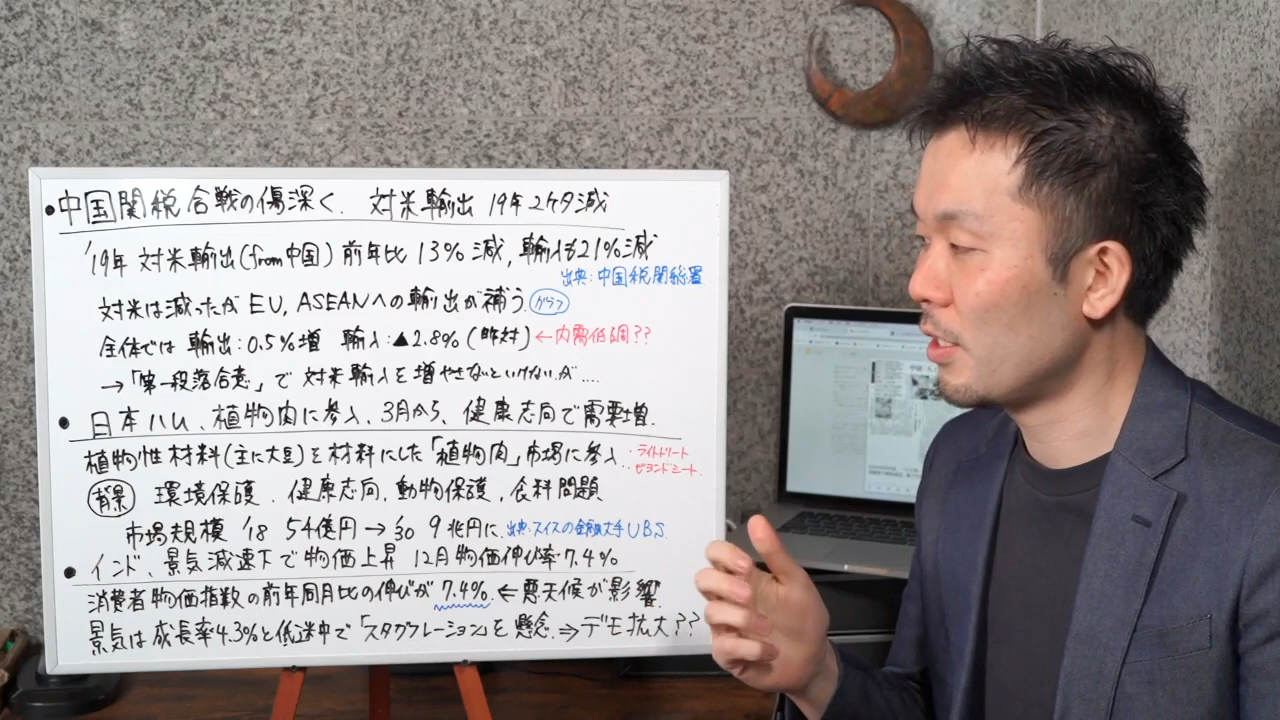 • 中国関税合戦の傷深く. 対米輸出 19年 2ケタ減
'19年 対米輸出(from中国) 前年比 13%減, 輸入も21%減
出典:中国税関総署
対米は減ったが EU, ASEANへの輸出が補う.
全体では 輸出:0.5%増 輸入:▲2.8% (昨対) ←内需低調??
→「第一段落合意」で 対米輸入を増やさないといけないが....
• 日本ハム、植物肉に参入、3月から、健康志向で需要増.
植物性材料(主に大豆)を材料にした「植物肉」市場に参入
・ライトドリート
・ビヨンドミート.
背景 環境保護. 健康志向, 動物保護, 食料問題
市場規模 '18 54億円 → '30 9兆円に. 出典:スイスの金融大手UBS.
• インド、景気減速下で物価上昇 12月物価伸び率7.4%
消費者物価指数の前年同月比の伸びが 7.4%. ←悪天候が影響.
景気は成長率4.3%と低迷中で「スタグフレーション」を懸念. ⇒デモ拡大??